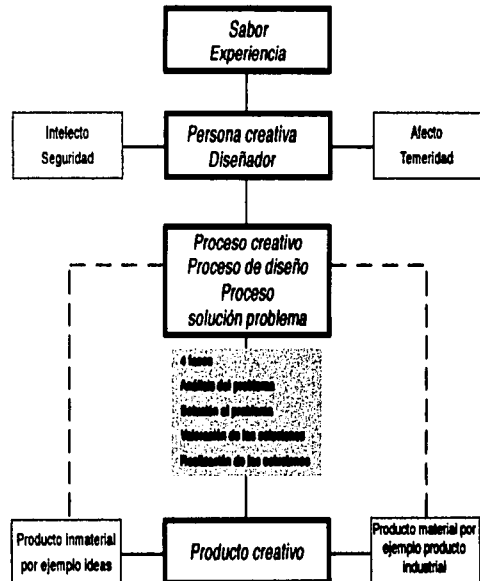 Sabor
Experiencia
Intelecto
Seguridad
Persona creativa
Diseñador
Afecto
Temeridad
Proceso creativo
Proceso de diseño
Proceso
solución problema
4 fases
Análisis del problema
Solución al problema
Valoración de las soluciones
Realización de las soluciones
Producto inmaterial
por ejemplo ideas
Producto creativo
Producto material por
ejemplo producto
industrial